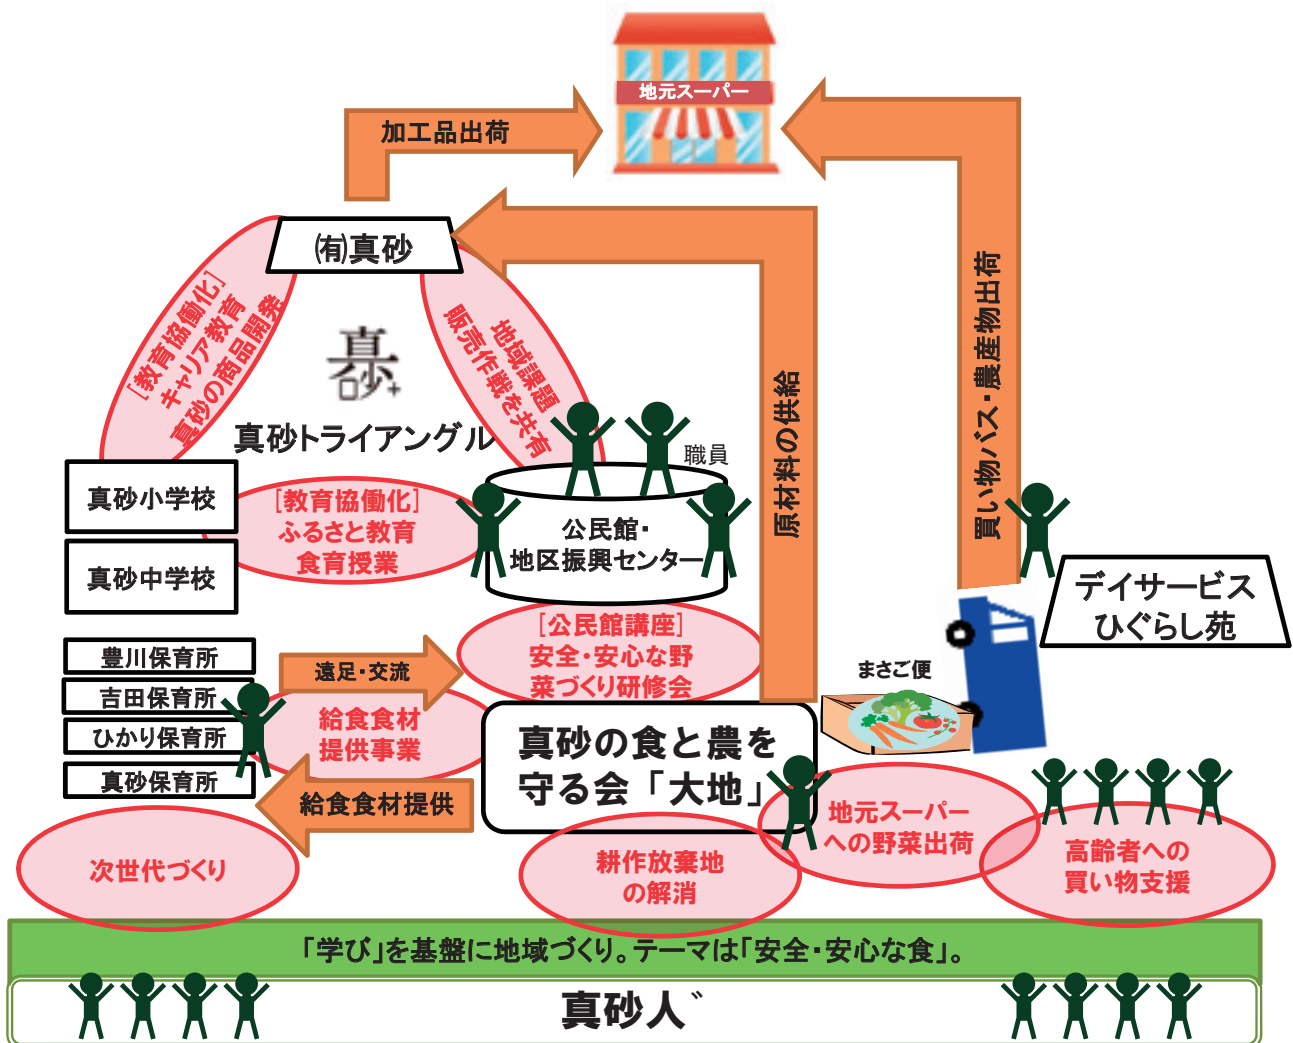 地元スーパー
加工品出荷
㈲真砂
[教育協働化]
キャリア教育
真砂の商品開発
地域課題
販売作戦を共有
真砂+
真砂トライアングル
職員
原材料の供給
買い物バス・農産物出荷
真砂小学校
真砂中学校
[教育協働化]
ふるさと教育
食育授業
公民館・
地区振興センター
デイサービス
ひぐらし苑
豊川保育所
吉田保育所
ひかり保育所
真砂保育所
遠足・交流
給食食材
提供事業
給食食材提供
[公民館講座]
安全・安心な野
菜づくり研修会
まさご便
真砂の食と農を
守る会「大地」
次世代づくり
耕作放棄地
の解消
地元スーパー
への野菜出荷
高齢者への
買い物支援
「学び」を基盤に地域づくり。テーマは「安全・安心な食」。
真砂人゛